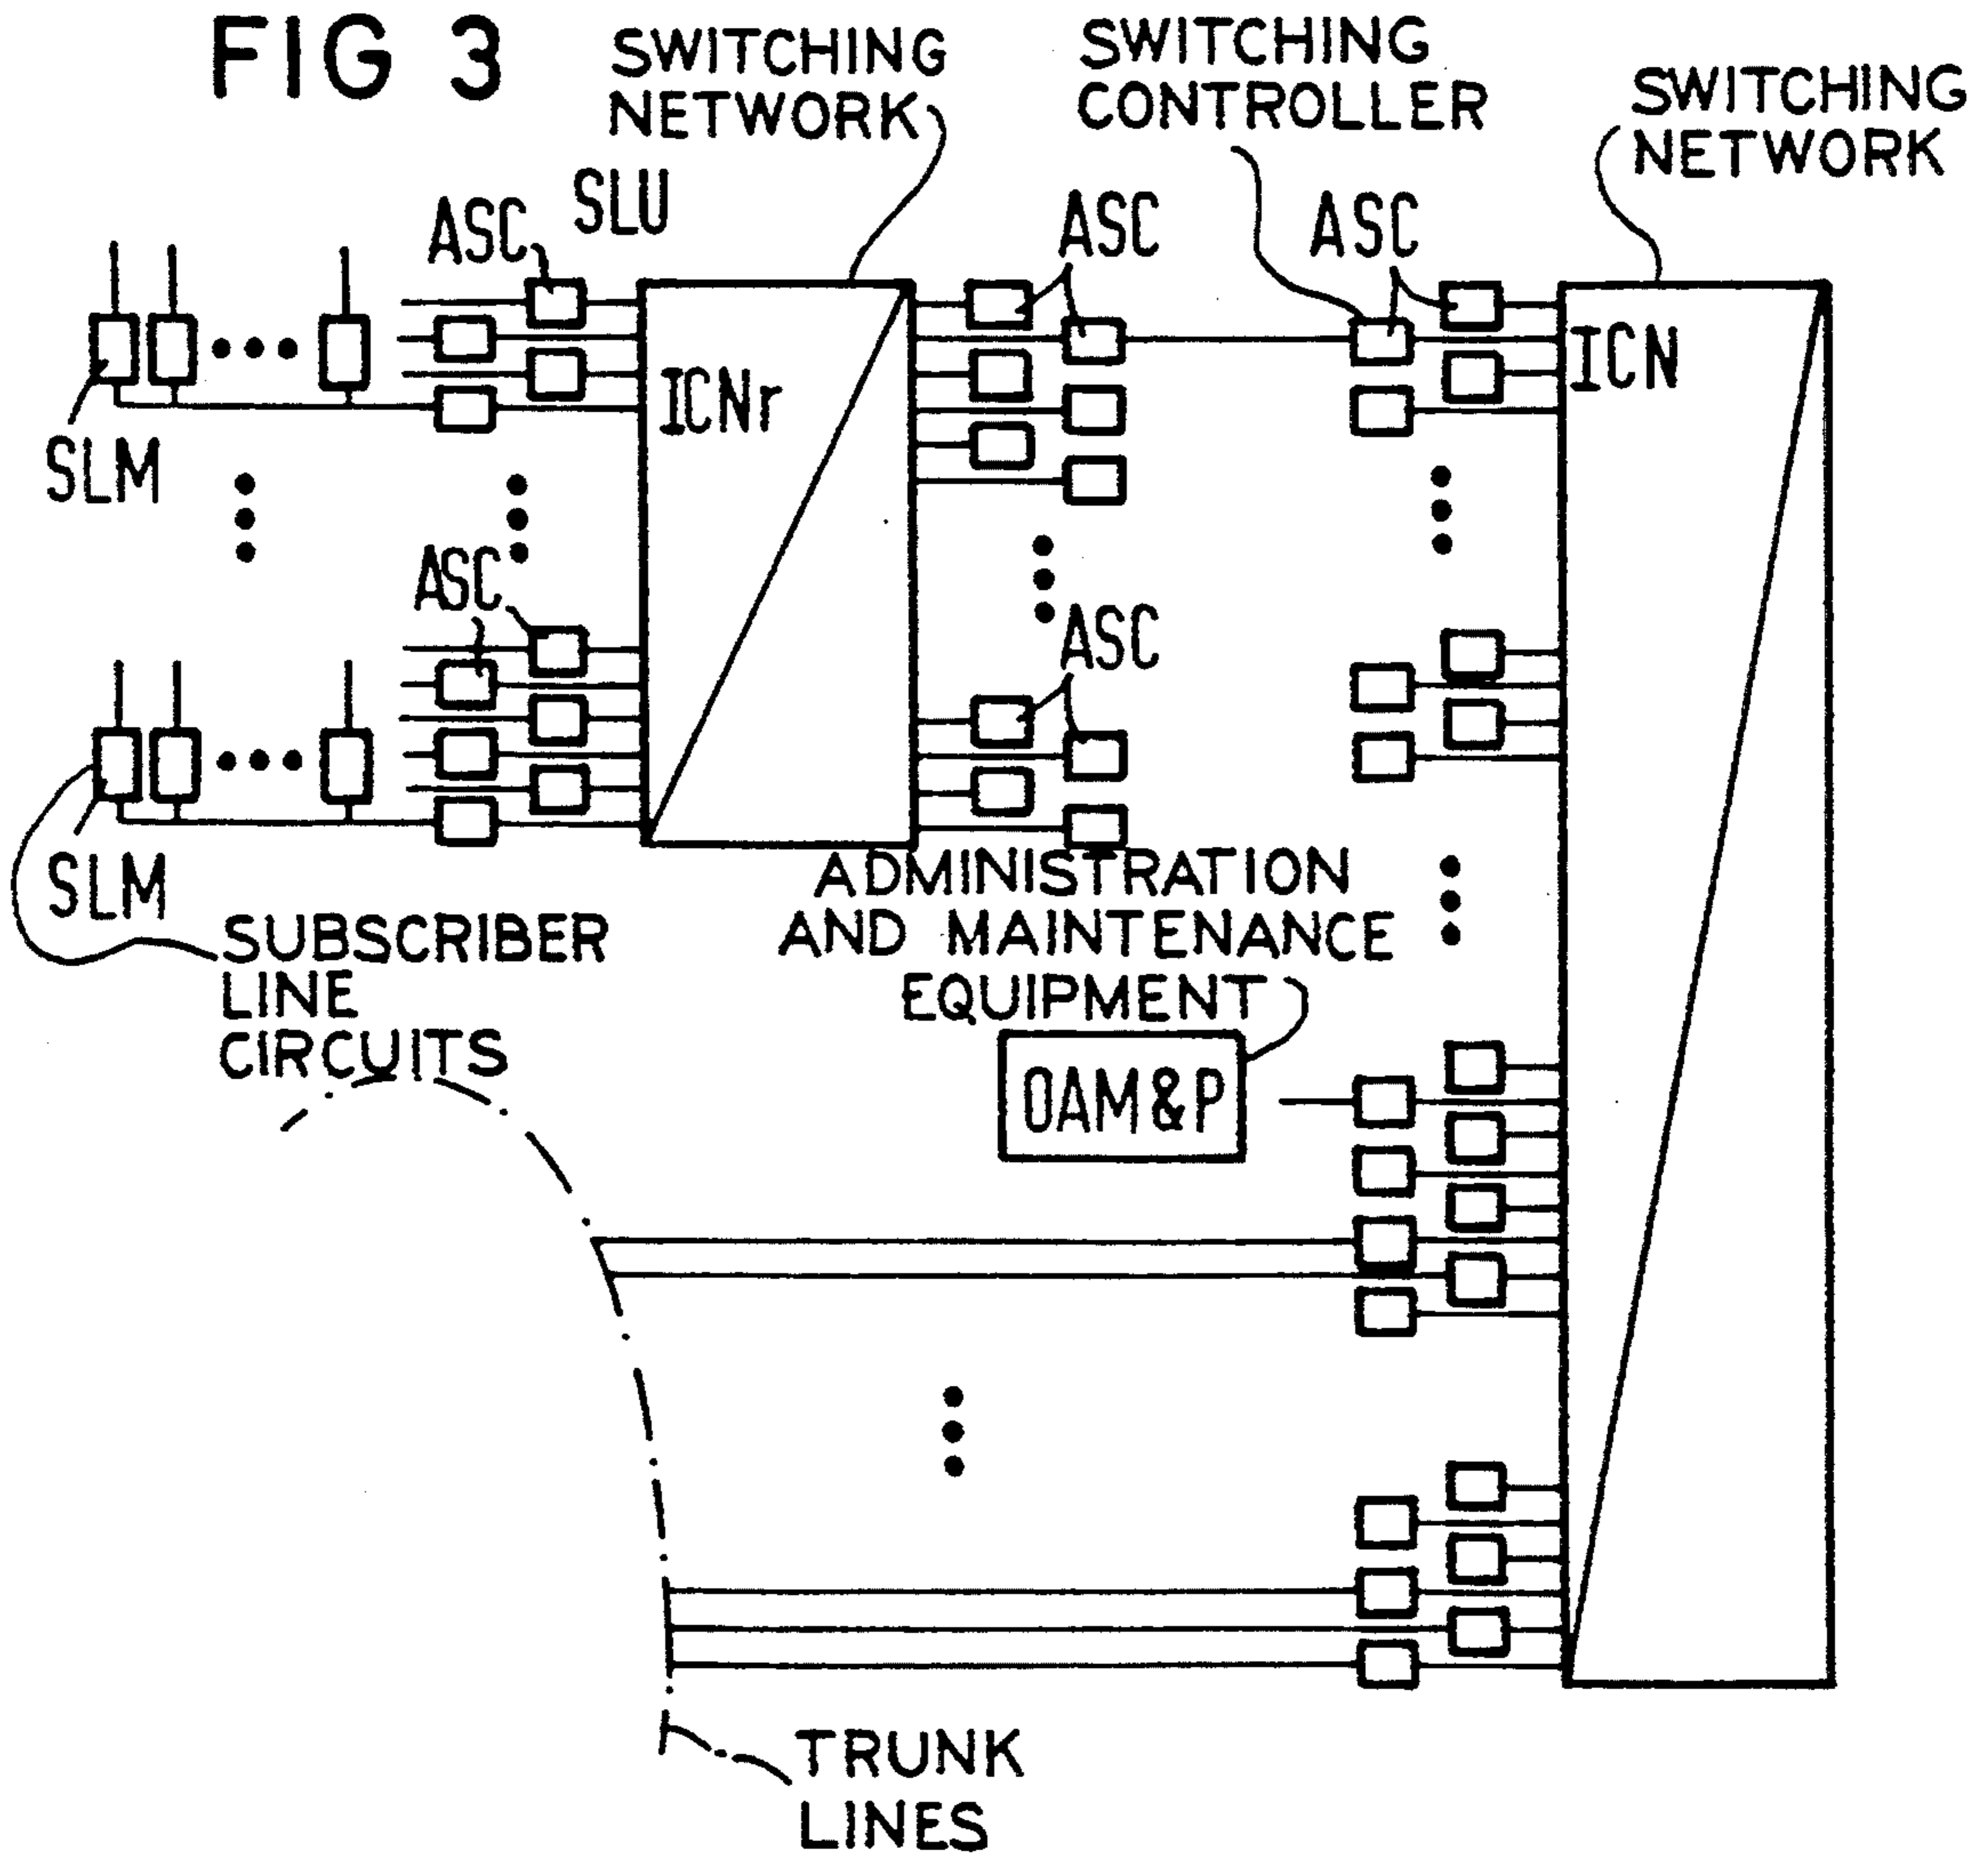 FIG 3
SWITCHING
NETWORK
SWITCHING
CONTROLLER
SWITCHING
NETWORK
SLU
ASC
ASC
ASC
ICNr
ICN
SLM
ASC
ASC
SLM
SUBSCRIBER
LINE
CIRCUITS
ADMINISTRATION
AND MAINTENANCE
EQUIPMENT
OAM&P
TRUNK
LINES